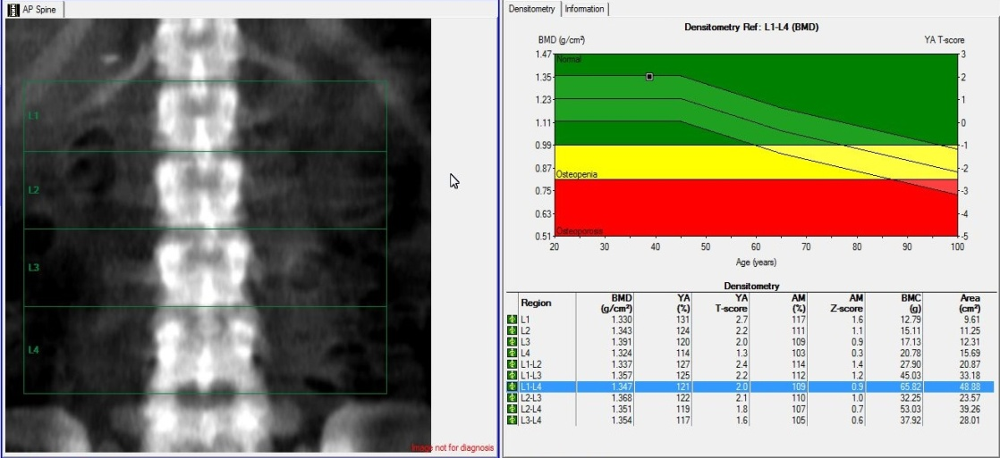 AP Spine
L1
L2
L3
L4
Image not for diagnosis
Densitometry Information
Densitometry Ref: L1-L4 (BMD)
BMD (g/cm²) YA T-score
Normal
Osteopenia
Osteoporosis
1.47 3
1.35 2
1.23 1
1.11 0
0.99 -1
0.87 -2
0.75 -3
0.63 -4
0.51 -5
20 30 40 50 60 70 80 90 100
Age (years)
Densitometry
Region BMD (g/cm²) YA (%) YA T-score AM (%) AM Z-score BMC (g) Area (cm²)
L1 1.330 131 2.7 117 1.6 12.79 9.61
L2 1.343 124 2.2 111 1.1 15.11 11.25
L3 1.391 120 2.0 109 0.9 17.13 12.31
L4 1.324 114 1.3 103 0.3 20.78 15.69
L1-L2 1.337 127 2.4 114 1.4 27.90 20.87
L1-L3 1.357 125 2.2 112 1.2 45.03 33.18
L1-L4 1.347 121 2.0 109 0.9 65.82 48.88
L2-L3 1.368 122 2.1 110 1.0 32.25 23.57
L2-L4 1.351 119 1.8 107 0.7 53.03 39.26
L3-L4 1.354 117 1.6 105 0.6 37.92 28.01